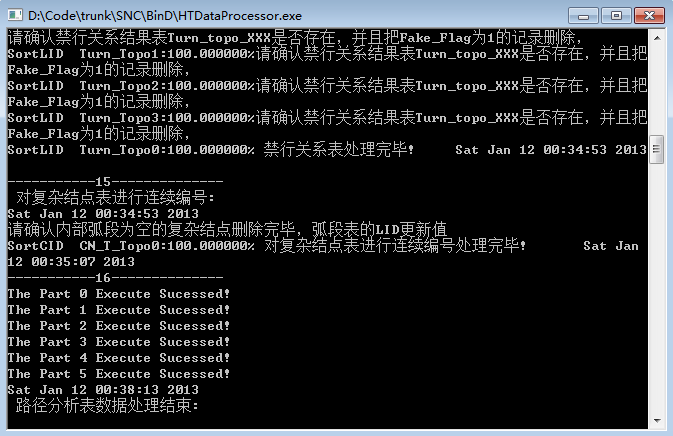 D:\Code\trunk\SNC\BinD\HTDataProcessor.exe
请确认禁行关系结果表Turn_topo_XXX是否存在，并且把Fake_Flag为1的记录删除，
SortLID  Turn_Topo1:100.000000%请确认禁行关系结果表Turn_topo_XXX是否存在，并且把
Fake_Flag为1的记录删除，
SortLID  Turn_Topo2:100.000000%请确认禁行关系结果表Turn_topo_XXX是否存在，并且把
Fake_Flag为1的记录删除，
SortLID  Turn_Topo3:100.000000%请确认禁行关系结果表Turn_topo_XXX是否存在，并且把
Fake_Flag为1的记录删除，
SortLID  Turn_Topo0:100.000000% 禁行关系表处理完毕!     Sat Jan 12 00:34:53 2013
-----------15--------------
对复杂结点表进行连续编号:
Sat Jan 12 00:34:53 2013
请确认内部弧段为空的复杂结点删除完毕，弧段表的LID更新值
SortCID  CN_T_Topo0:100.000000% 对复杂结点表进行连续编号处理完毕!       Sat Jan
12 00:35:07 2013
-----------16--------------
The Part 0 Execute Sucessed!
The Part 1 Execute Sucessed!
The Part 2 Execute Sucessed!
The Part 3 Execute Sucessed!
The Part 4 Execute Sucessed!
The Part 5 Execute Sucessed!
Sat Jan 12 00:38:13 2013
路径分析表数据处理结束: